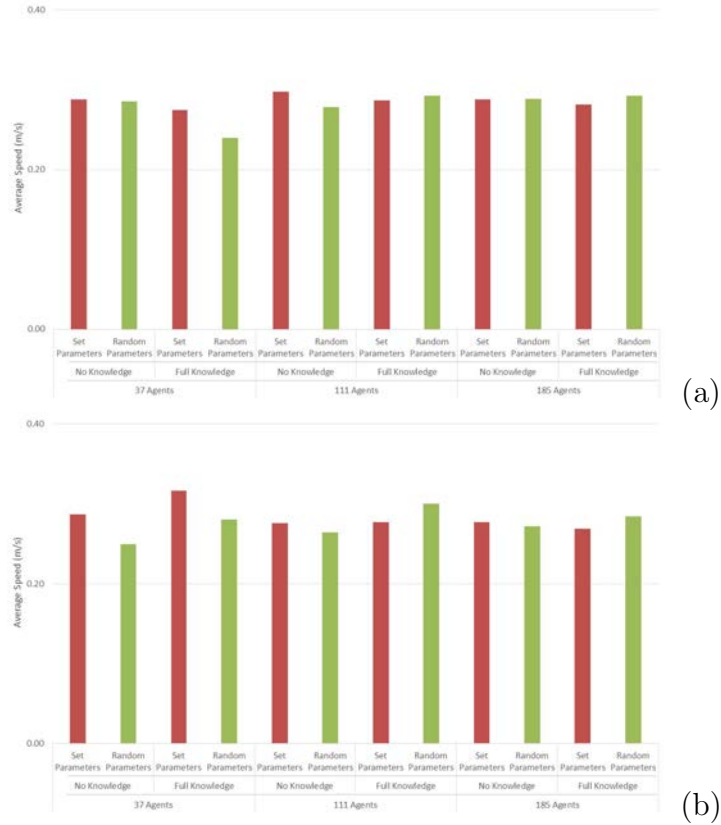 0.40
0.20
0.00
Average Speed (m/s)
Set Random Set Random Set Random Set Random Set Random Set Random
Parameters Parameters Parameters Parameters Parameters Parameters Parameters Parameters Parameters Parameters Parameters Parameters
No Knowledge Full Knowledge No Knowledge Full Knowledge No Knowledge Full Knowledge
37 Agents 111 Agents 185 Agents
(a)
0.40
0.20
0.00
Average Speed (m/s)
Set Random Set Random Set Random Set Random Set Random Set Random
Parameters Parameters Parameters Parameters Parameters Parameters Parameters Parameters Parameters Parameters Parameters Parameters
No Knowledge Full Knowledge No Knowledge Full Knowledge No Knowledge Full Knowledge
37 Agents 111 Agents 185 Agents
(b)